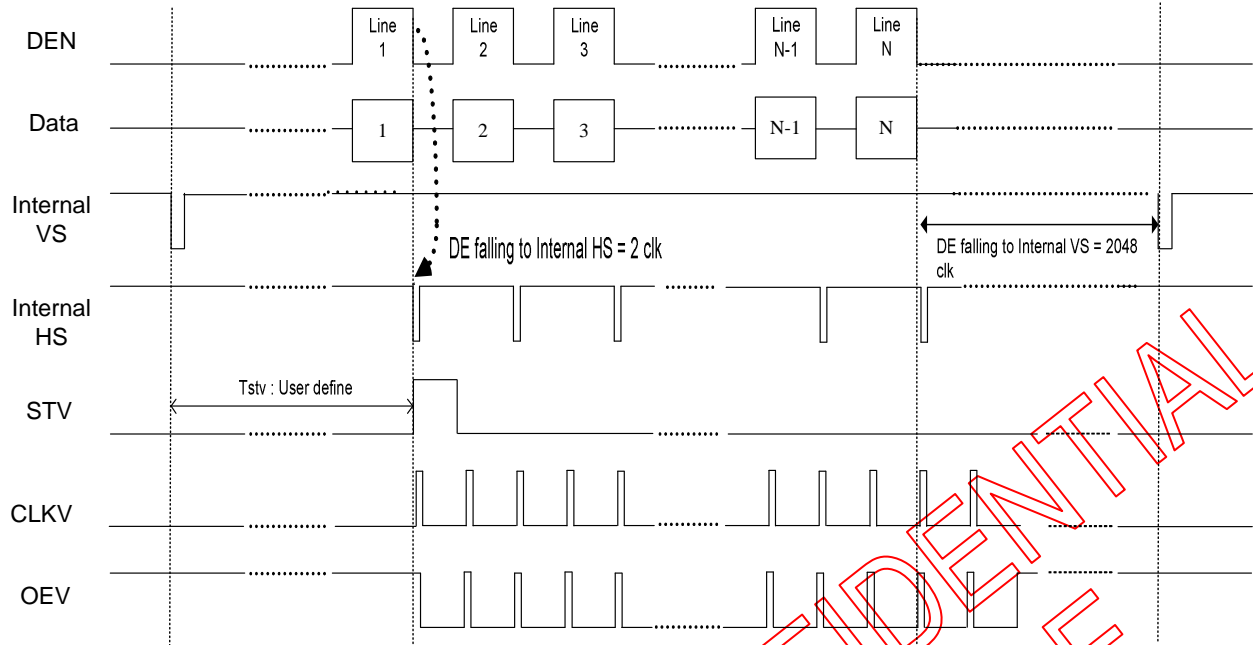 DEN
Line 1
Line 2
Line 3
Line N-1
Line N
Data
1
2
3
N-1
N
Internal VS
DE falling to Internal HS = 2 clk
DE falling to Internal VS = 2048
clk
Internal HS
Tstv : User define
STV
CLKV
OEV